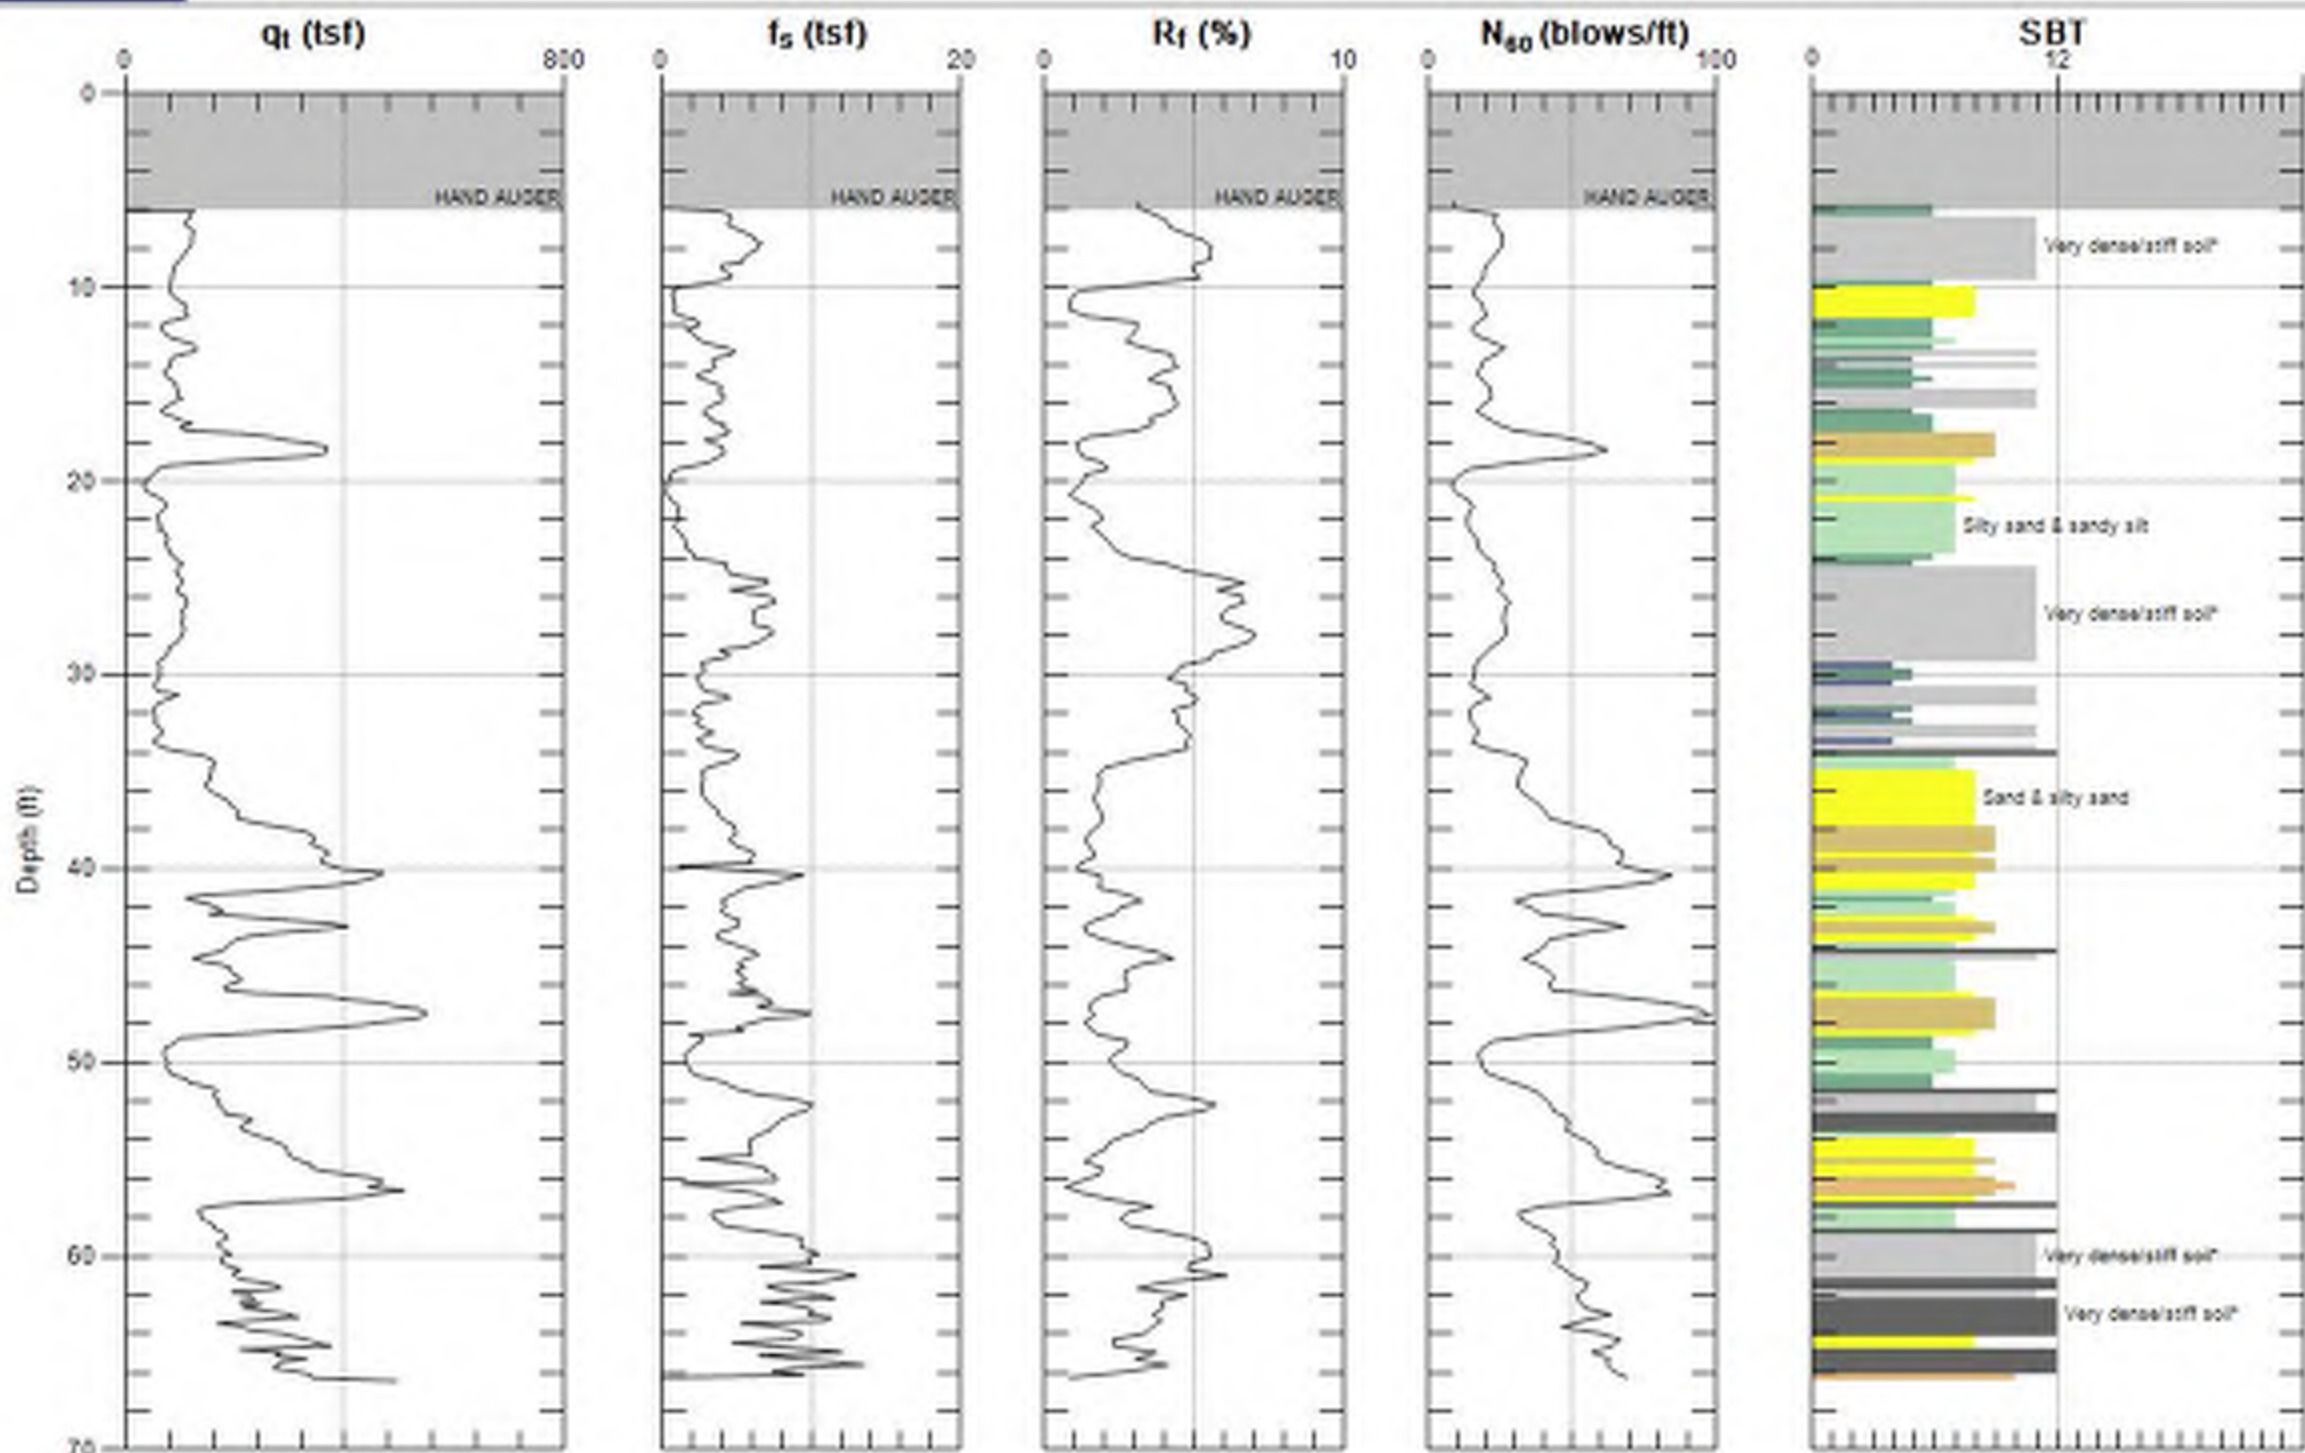 qt (tsf) fs (tsf) Rf (%) N60 (blows/ft) SBT
0 800 0 20 0 10 0 100 0 12
0
HAND AUGER HAND AUGER HAND AUGER HAND AUGER
Very dense/stiff soil*
10
20
Silty sand & sandy silt
Very dense/stiff soil*
30
Sand & silty sand
Depth (ft)
40
50
60
Very dense/stiff soil*
Very dense/stiff soil*
70